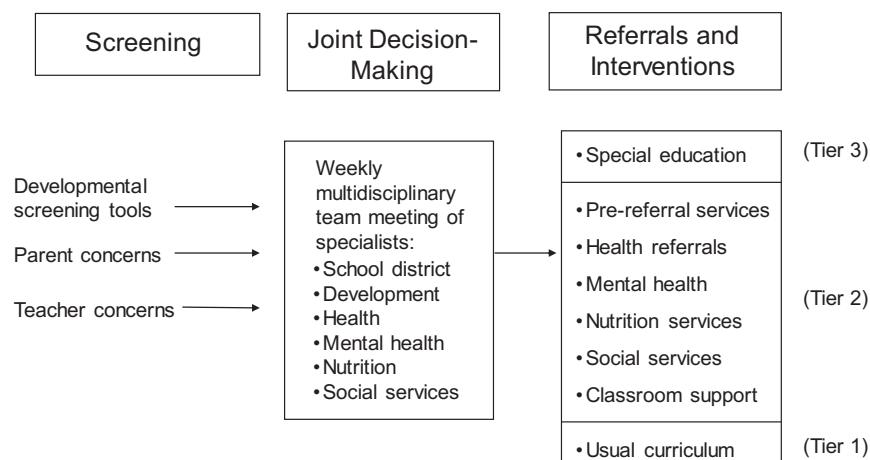 Screening
Joint Decision-
Making
Referrals and
Interventions
Developmental
screening tools
Parent concerns
Teacher concerns
Weekly
multidisciplinary
team meeting of
specialists:
•School district
•Development
•Health
•Mental health
•Nutrition
•Social services
•Special education
(Tier 3)
•Pre-referral services
•Health referrals
•Mental health
•Nutrition services
•Social services
•Classroom support
(Tier 2)
•Usual curriculum
(Tier 1)